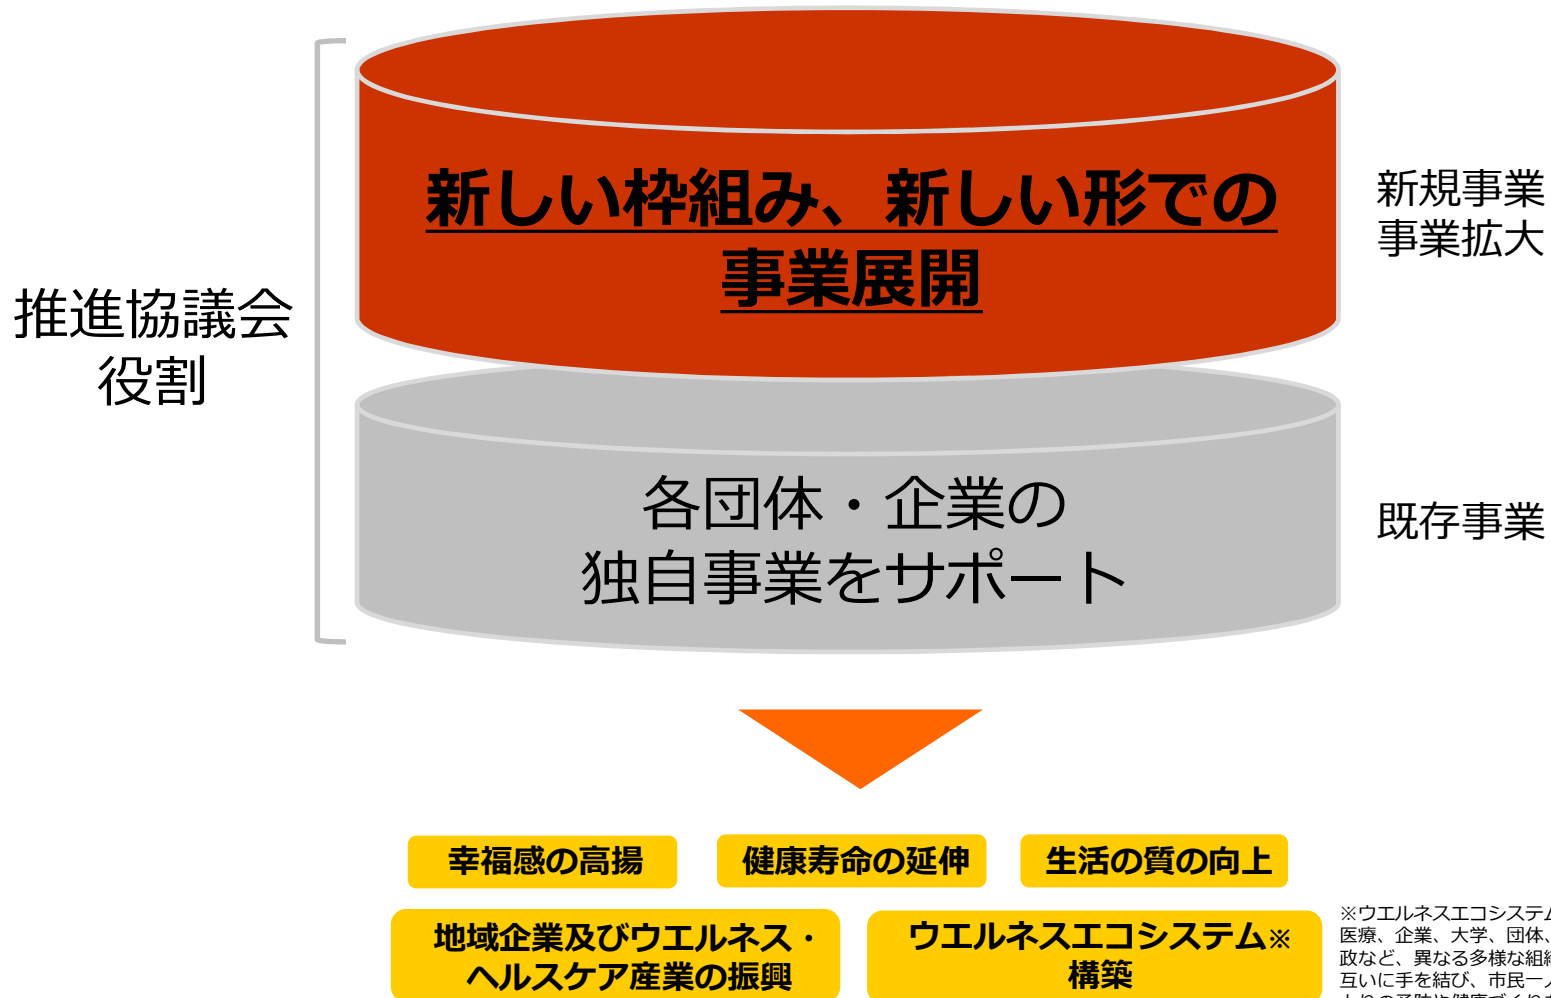 新しい枠組み、新しい形での
事業展開
新規事業
事業拡大
推進協議会
役割
各団体・企業の
独自事業をサポート
既存事業
幸福感の高揚
健康寿命の延伸
生活の質の向上
地域企業及びウエルネス・
ヘルスケア産業の振興
ウエルネスエコシステム※
構築
※ウエルネスエコシステム
医療、企業、大学、団体、
政など、異なる多様な組織
互いに手を結び、市民一人